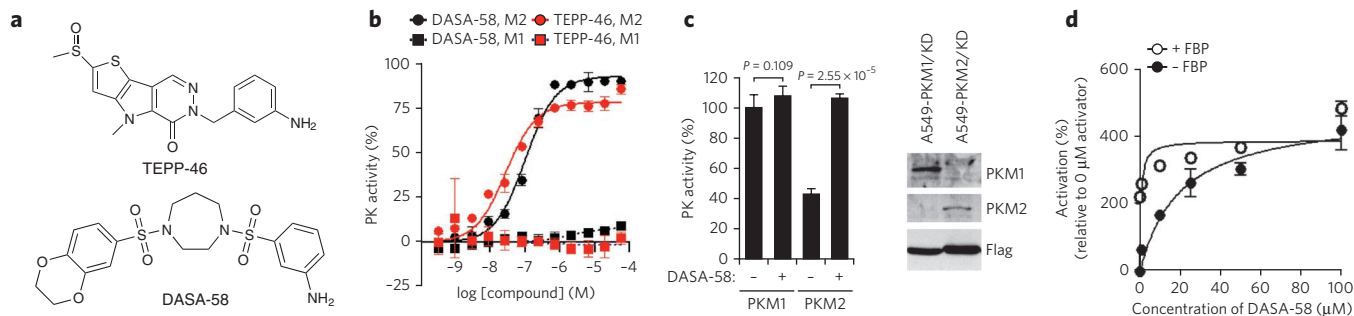 a
S
O
S
N
N
N
O
NH₂
TEPP-46
O
O
S
O
O
N
N
O
S
O
NH₂
DASA-58
b
DASA-58, M2 TEPP-46, M2
DASA-58, M1 TEPP-46, M1
PK activity (%)
100
75
50
25
0
−25
−9 −8 −7 −6 −5 −4
log [compound] (M)
c
P = 0.109
P = 2.55 × 10⁻⁵
PK activity (%)
120
100
80
60
40
20
0
DASA-58: – + – +
PKM1 PKM2
A549-PKM1/KD
A549-PKM2/KD
PKM1
PKM2
Flag
d
+ FBP
– FBP
Activation (%)
(relative to 0 μM activator)
600
400
200
0
0 20 40 60 80 100
Concentration of DASA-58 (μM)